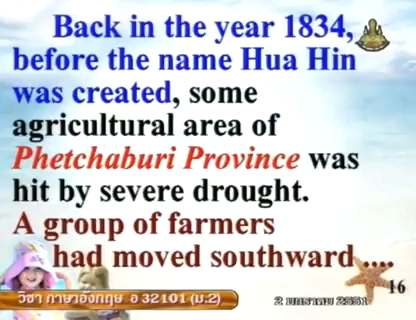 Back in the year 1834,
before the name Hua Hin
was created, some
agricultural area of
Phetchaburi Province was
hit by severe drought.
A group of farmers
had moved southward ....
16
วิชา ภาษาอังกฤษ อ 32101 (ม.2)
2 มกราคม 2551